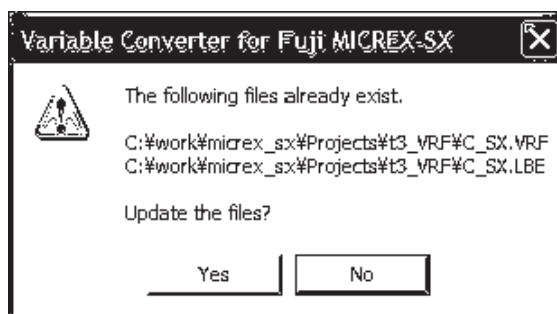 Variable Converter for Fuji MICREX-SX
The following files already exist.
C:¥work¥micrex_sx¥Projects¥t3_VRF¥C_SX.VRF
C:¥work¥micrex_sx¥Projects¥t3_VRF¥C_SX.LBE
Update the files?
Yes
No